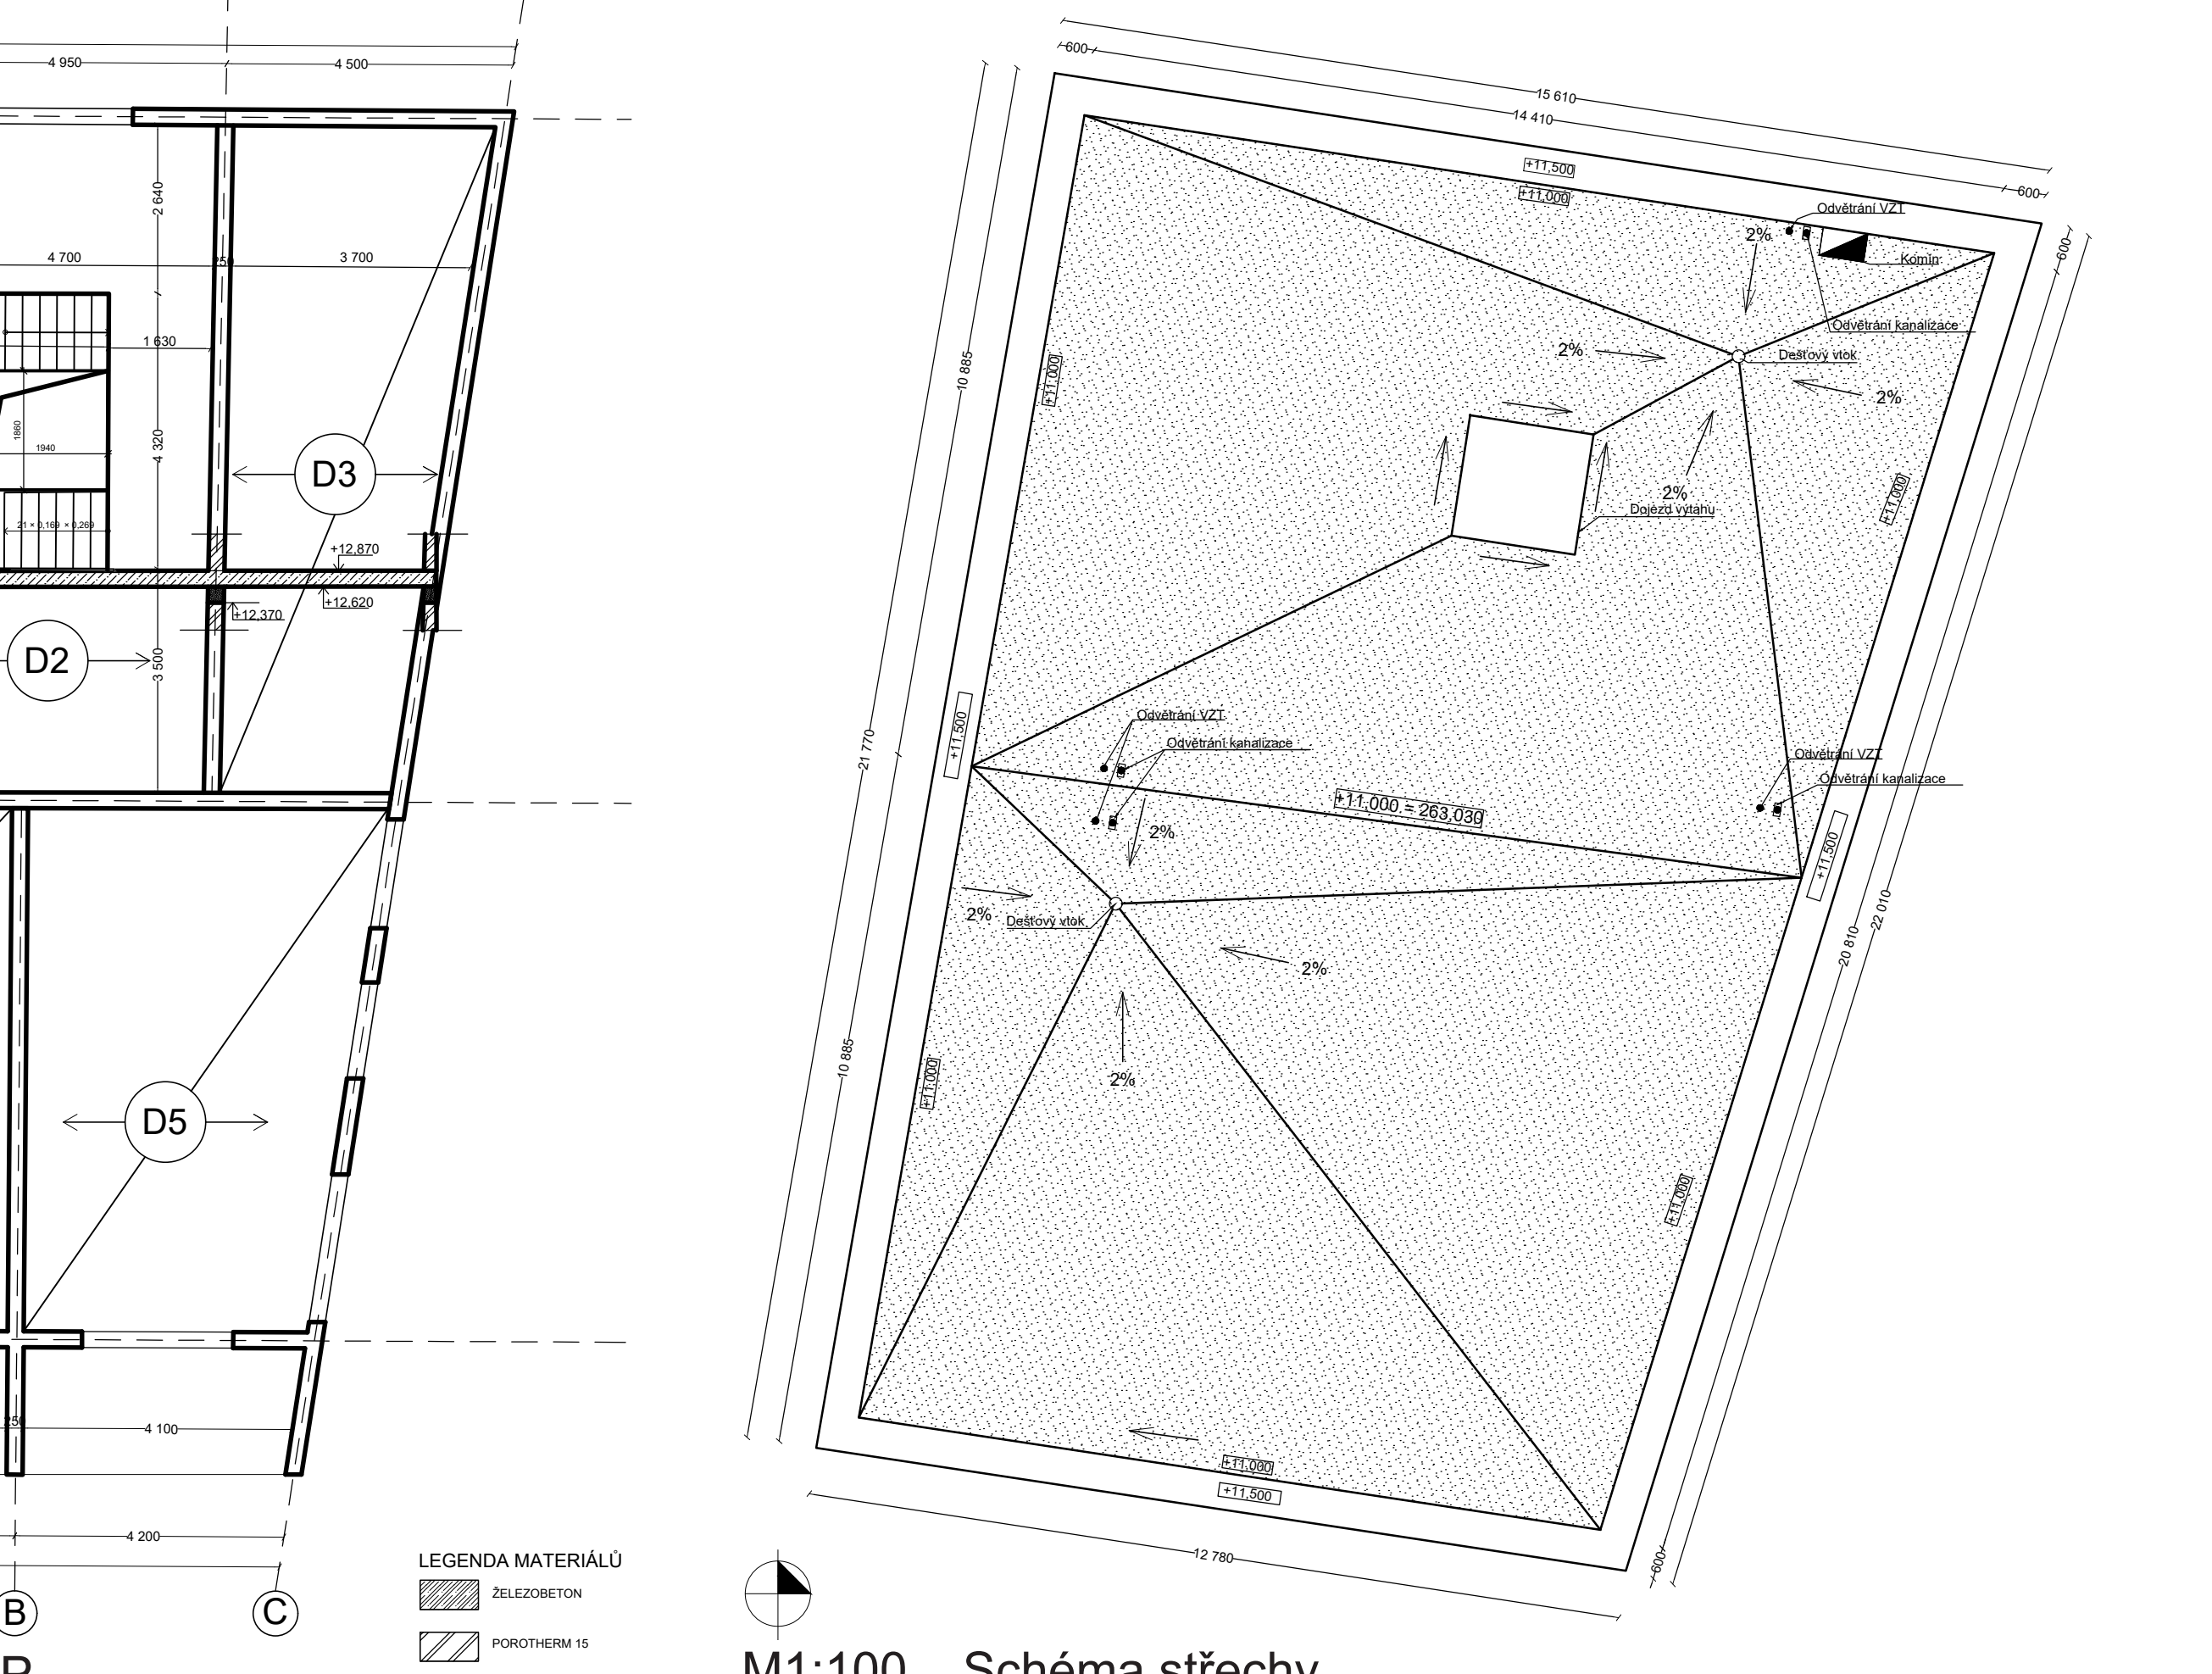 4 950
4 500
2 640
4 700
250
3 700
1 630
1860
4 320
1940
D3
21 × 0,169 × 0,269
+12,870
+12,620
+12,370
D2
3 500
D5
250
4 100
4 200
B
C
LEGENDA MATERIÁLŮ
ŽELEZOBETON
POROTHERM 15
600
15 610
14 410
600
+11,500
+11,000
Odvětrání VZT
2%
Komín
600
Odvětrání kanalizace
2%
Dešťový vtok
2%
10 885
+11,000
2%
Dojezd výtahu
+11,000
21 770
+11,500
Odvětrání VZT
Odvětrání kanalizace
Odvětrání VZT
Odvětrání kanalizace
+11,000 = 263,030
2%
+11,500
2%
Dešťový vtok
22 010
20 810
2%
10 885
+11,000
2%
+11,000
+11,000
+11,500
12 780
600
M1:100 Schéma střechy